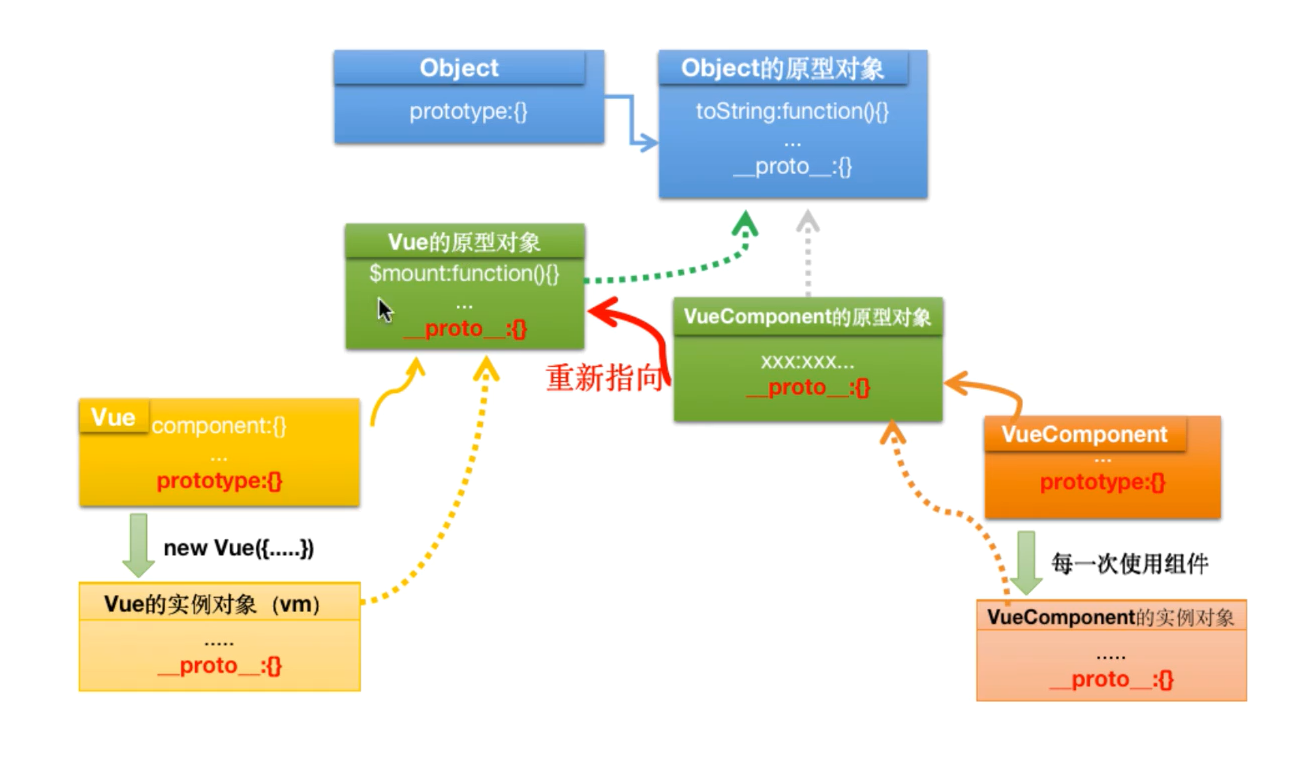 Object
prototype:{}
Object的原型对象
toString:function(){}
...
__proto__:{}
Vue的原型对象
$mount:function(){}
...
__proto__:{}
VueComponent的原型对象
xxx:xxx...
__proto__:{}
重新指向
Vue
component:{}
...
prototype:{}
VueComponent
...
prototype:{}
new Vue({.....})
每一次使用组件
Vue的实例对象（vm）
.....
__proto__:{}
VueComponent的实例对象
.....
__proto__:{}